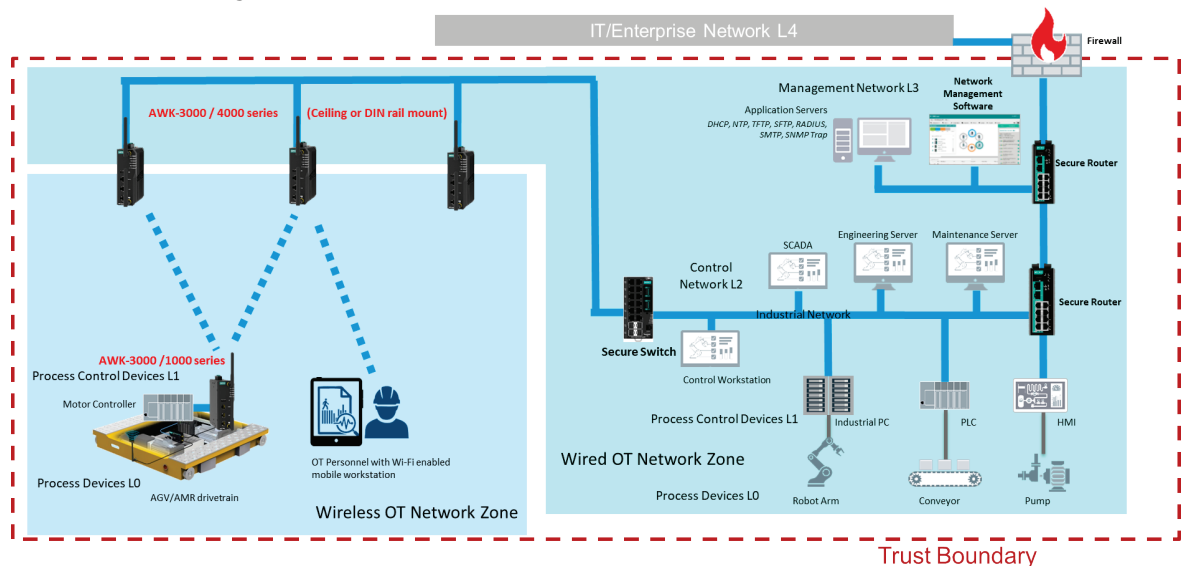 IT/Enterprise Network L4
Firewall
AWK-3000 / 4000 series
(Ceiling or DIN rail mount)
Management Network L3
Application Servers
DHCP, NTP, TFTP, SFTP, RADIUS,
SMTP, SNMP Trap
Network
Management
Software
Secure Router
SCADA
Engineering Server
Maintenance Server
Control
Network L2
Industrial Network
Secure Router
Secure Switch
Control Workstation
AWK-3000 /1000 series
Process Control Devices L1
Motor Controller
Process Control Devices L1
Industrial PC
PLC
HMI
OT Personnel with Wi-Fi enabled
mobile workstation
Wired OT Network Zone
Process Devices L0
AGV/AMR drivetrain
Process Devices L0
Robot Arm
Conveyor
Pump
Wireless OT Network Zone
Trust Boundary